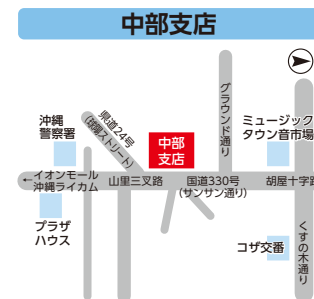 中部支店
グラウンド通り
県道24号
(球陽ストリート)
沖縄
警察署
中部
支店
ミュージック
タウン音市場
←イオンモール
沖縄ライカム
山里三叉路
国道330号
(サンサン通り)
胡屋十字路
プラザ
ハウス
コザ交番
くすの木通り